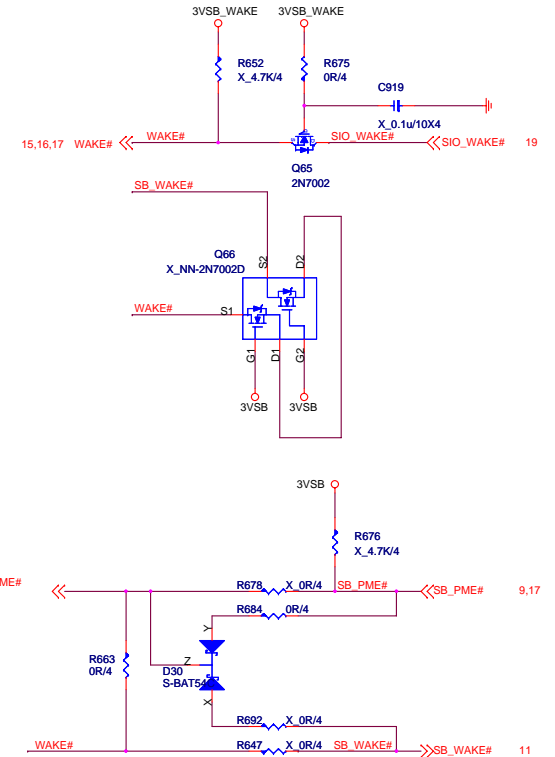 3VSB_WAKE 3VSB_WAKE
R652
X_4.7K/4
R675
0R/4
C919
X_0.1u/10X4
15,16,17 WAKE# WAKE# SIO_WAKE# SIO_WAKE# 19
Q65
2N7002
SB_WAKE#
Q66
X_NN-2N7002D
S2 D2
WAKE# S1
G1 D1 G2
3VSB 3VSB
3VSB
R676
X_4.7K/4
ME# R678 X_0R/4 SB_PME# SB_PME# 9,17
R684 0R/4
Y
R663
0R/4
Z
D30
S-BAT54
X
R692 X_0R/4
WAKE# R647 X_0R/4 SB_WAKE# SB_WAKE# 11